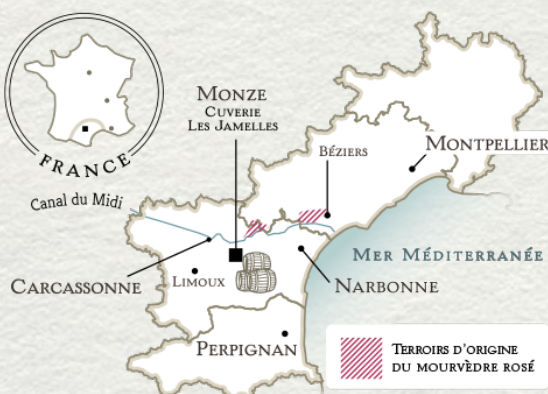 FRANCE
MONZE
CUVERIE
LES JAMELLES
BÉZIERS
MONTPELLIER
Canal du Midi
MER MÉDITERRANÉE
CARCASSONNE
LIMOUX
NARBONNE
PERPIGNAN
TERROIRS D'ORIGINE
DU MOURVÈDRE ROSÉ